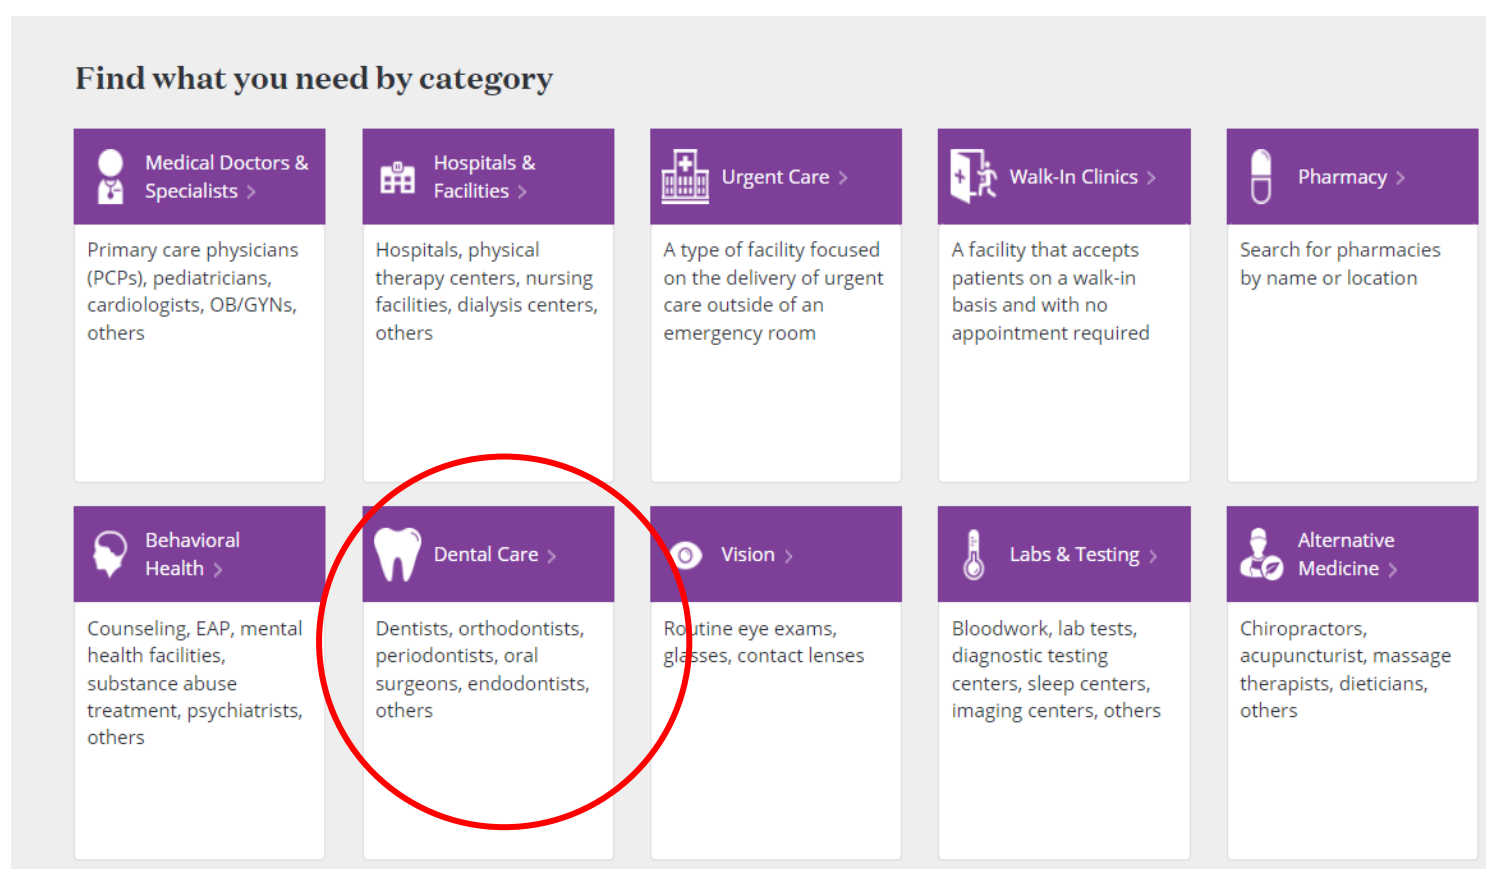 Find what you need by category
Medical Doctors &
Specialists >
Primary care physicians
(PCPs), pediatricians,
cardiologists, OB/GYNs,
others
Hospitals &
Facilities >
Hospitals, physical
therapy centers, nursing
facilities, dialysis centers,
others
Urgent Care >
A type of facility focused
on the delivery of urgent
care outside of an
emergency room
Walk-In Clinics >
A facility that accepts
patients on a walk-in
basis and with no
appointment required
Pharmacy >
Search for pharmacies
by name or location
Behavioral
Health >
Counseling, EAP, mental
health facilities,
substance abuse
treatment, psychiatrists,
others
Dental Care >
Dentists, orthodontists,
periodontists, oral
surgeons, endodontists,
others
Vision >
Routine eye exams,
glasses, contact lenses
Labs & Testing >
Bloodwork, lab tests,
diagnostic testing
centers, sleep centers,
imaging centers, others
Alternative
Medicine >
Chiropractors,
acupuncturist, massage
therapists, dieticians,
others